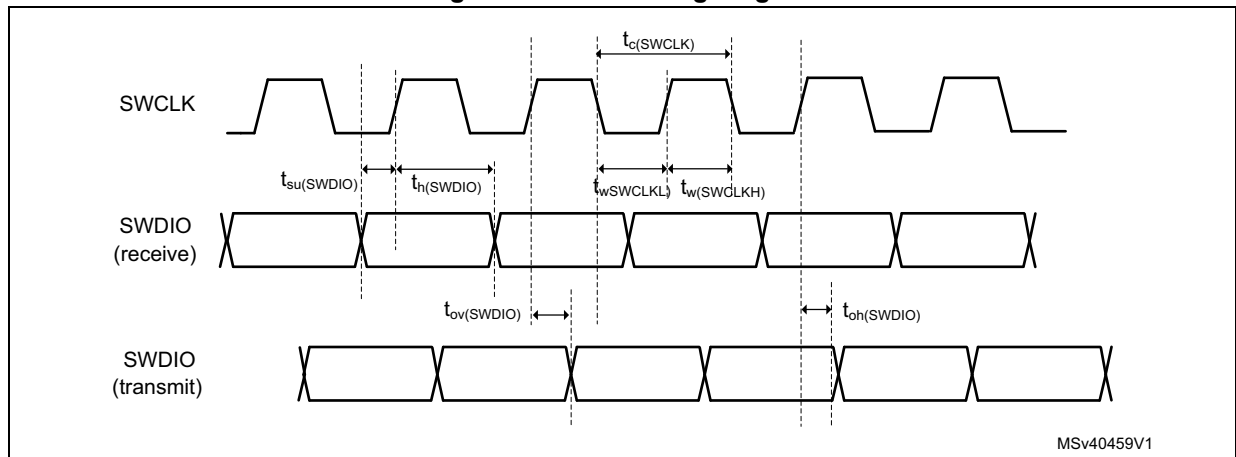 tc(SWCLK)
SWCLK
tsu(SWDIO)
th(SWDIO)
twSWCLKL)
tw(SWCLKH)
SWDIO
(receive)
tov(SWDIO)
toh(SWDIO)
SWDIO
(transmit)
MSv40459V1